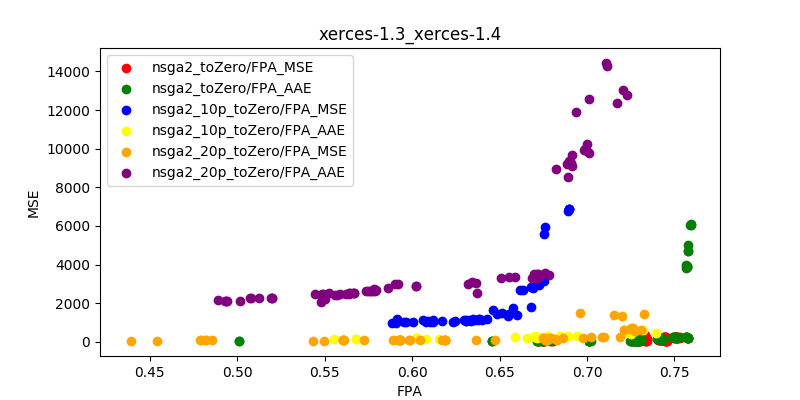 xerces-1.3_xerces-1.4
nsga2_toZero/FPA_MSE
nsga2_toZero/FPA_AAE
nsga2_10p_toZero/FPA_MSE
nsga2_10p_toZero/FPA_AAE
nsga2_20p_toZero/FPA_MSE
nsga2_20p_toZero/FPA_AAE
MSE
14000
12000
10000
8000
6000
4000
2000
0
0.45 0.50 0.55 0.60 0.65 0.70 0.75
FPA